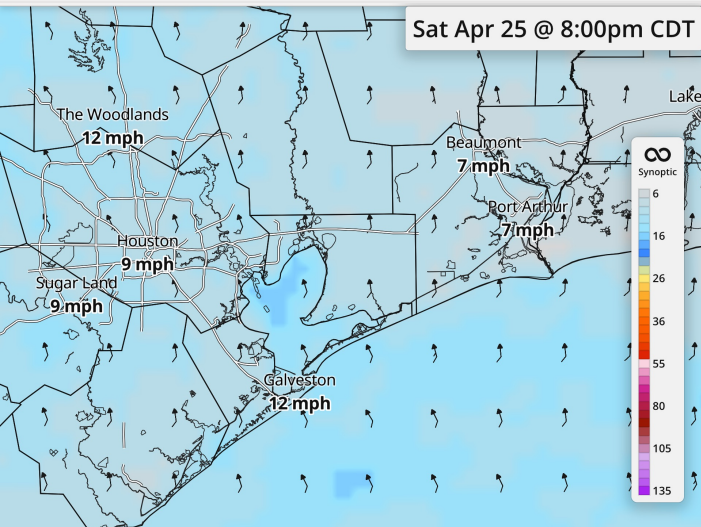 Sat Apr 25 @ 8:00pm CDT
Lake
The Woodlands
12 mph
Beaumont
7 mph
Synoptic
6
16
26
36
55
80
105
135
Port Arthur
7 mph
Houston
9 mph
Sugar Land
9 mph
Galveston
12 mph